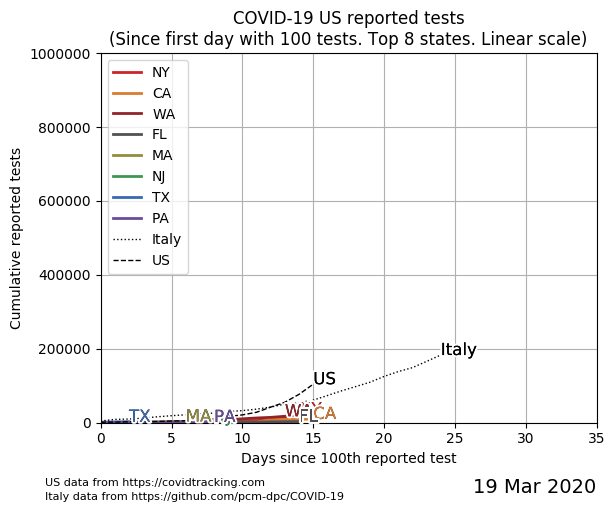 COVID-19 US reported tests
(Since first day with 100 tests. Top 8 states. Linear scale)
1000000
800000
600000
400000
200000
0
Cumulative reported tests
NY
CA
WA
FL
MA
NJ
TX
PA
Italy
US
Italy
US
TX
MA
PA
FL
CA
0 5 10 15 20 25 30 35
Days since 100th reported test
US data from https://covidtracking.com
Italy data from https://github.com/pcm-dpc/COVID-19
19 Mar 2020